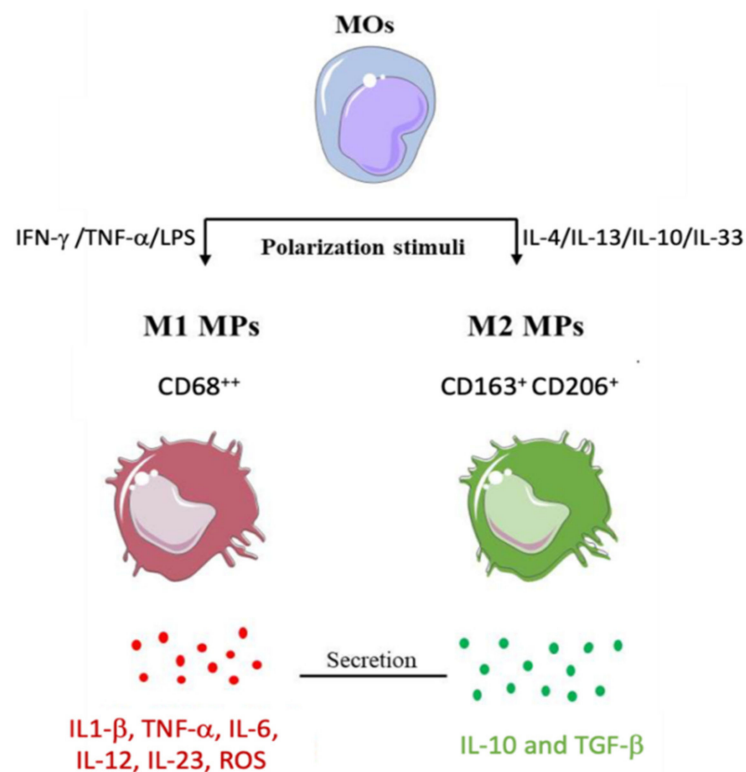 MOs
IFN-γ /TNF-α/LPS
Polarization stimuli
IL-4/IL-13/IL-10/IL-33
M1 MPs
M2 MPs
CD68⁺⁺
CD163⁺ CD206⁺
Secretion
IL1-β, TNF-α, IL-6,
IL-12, IL-23, ROS
IL-10 and TGF-β